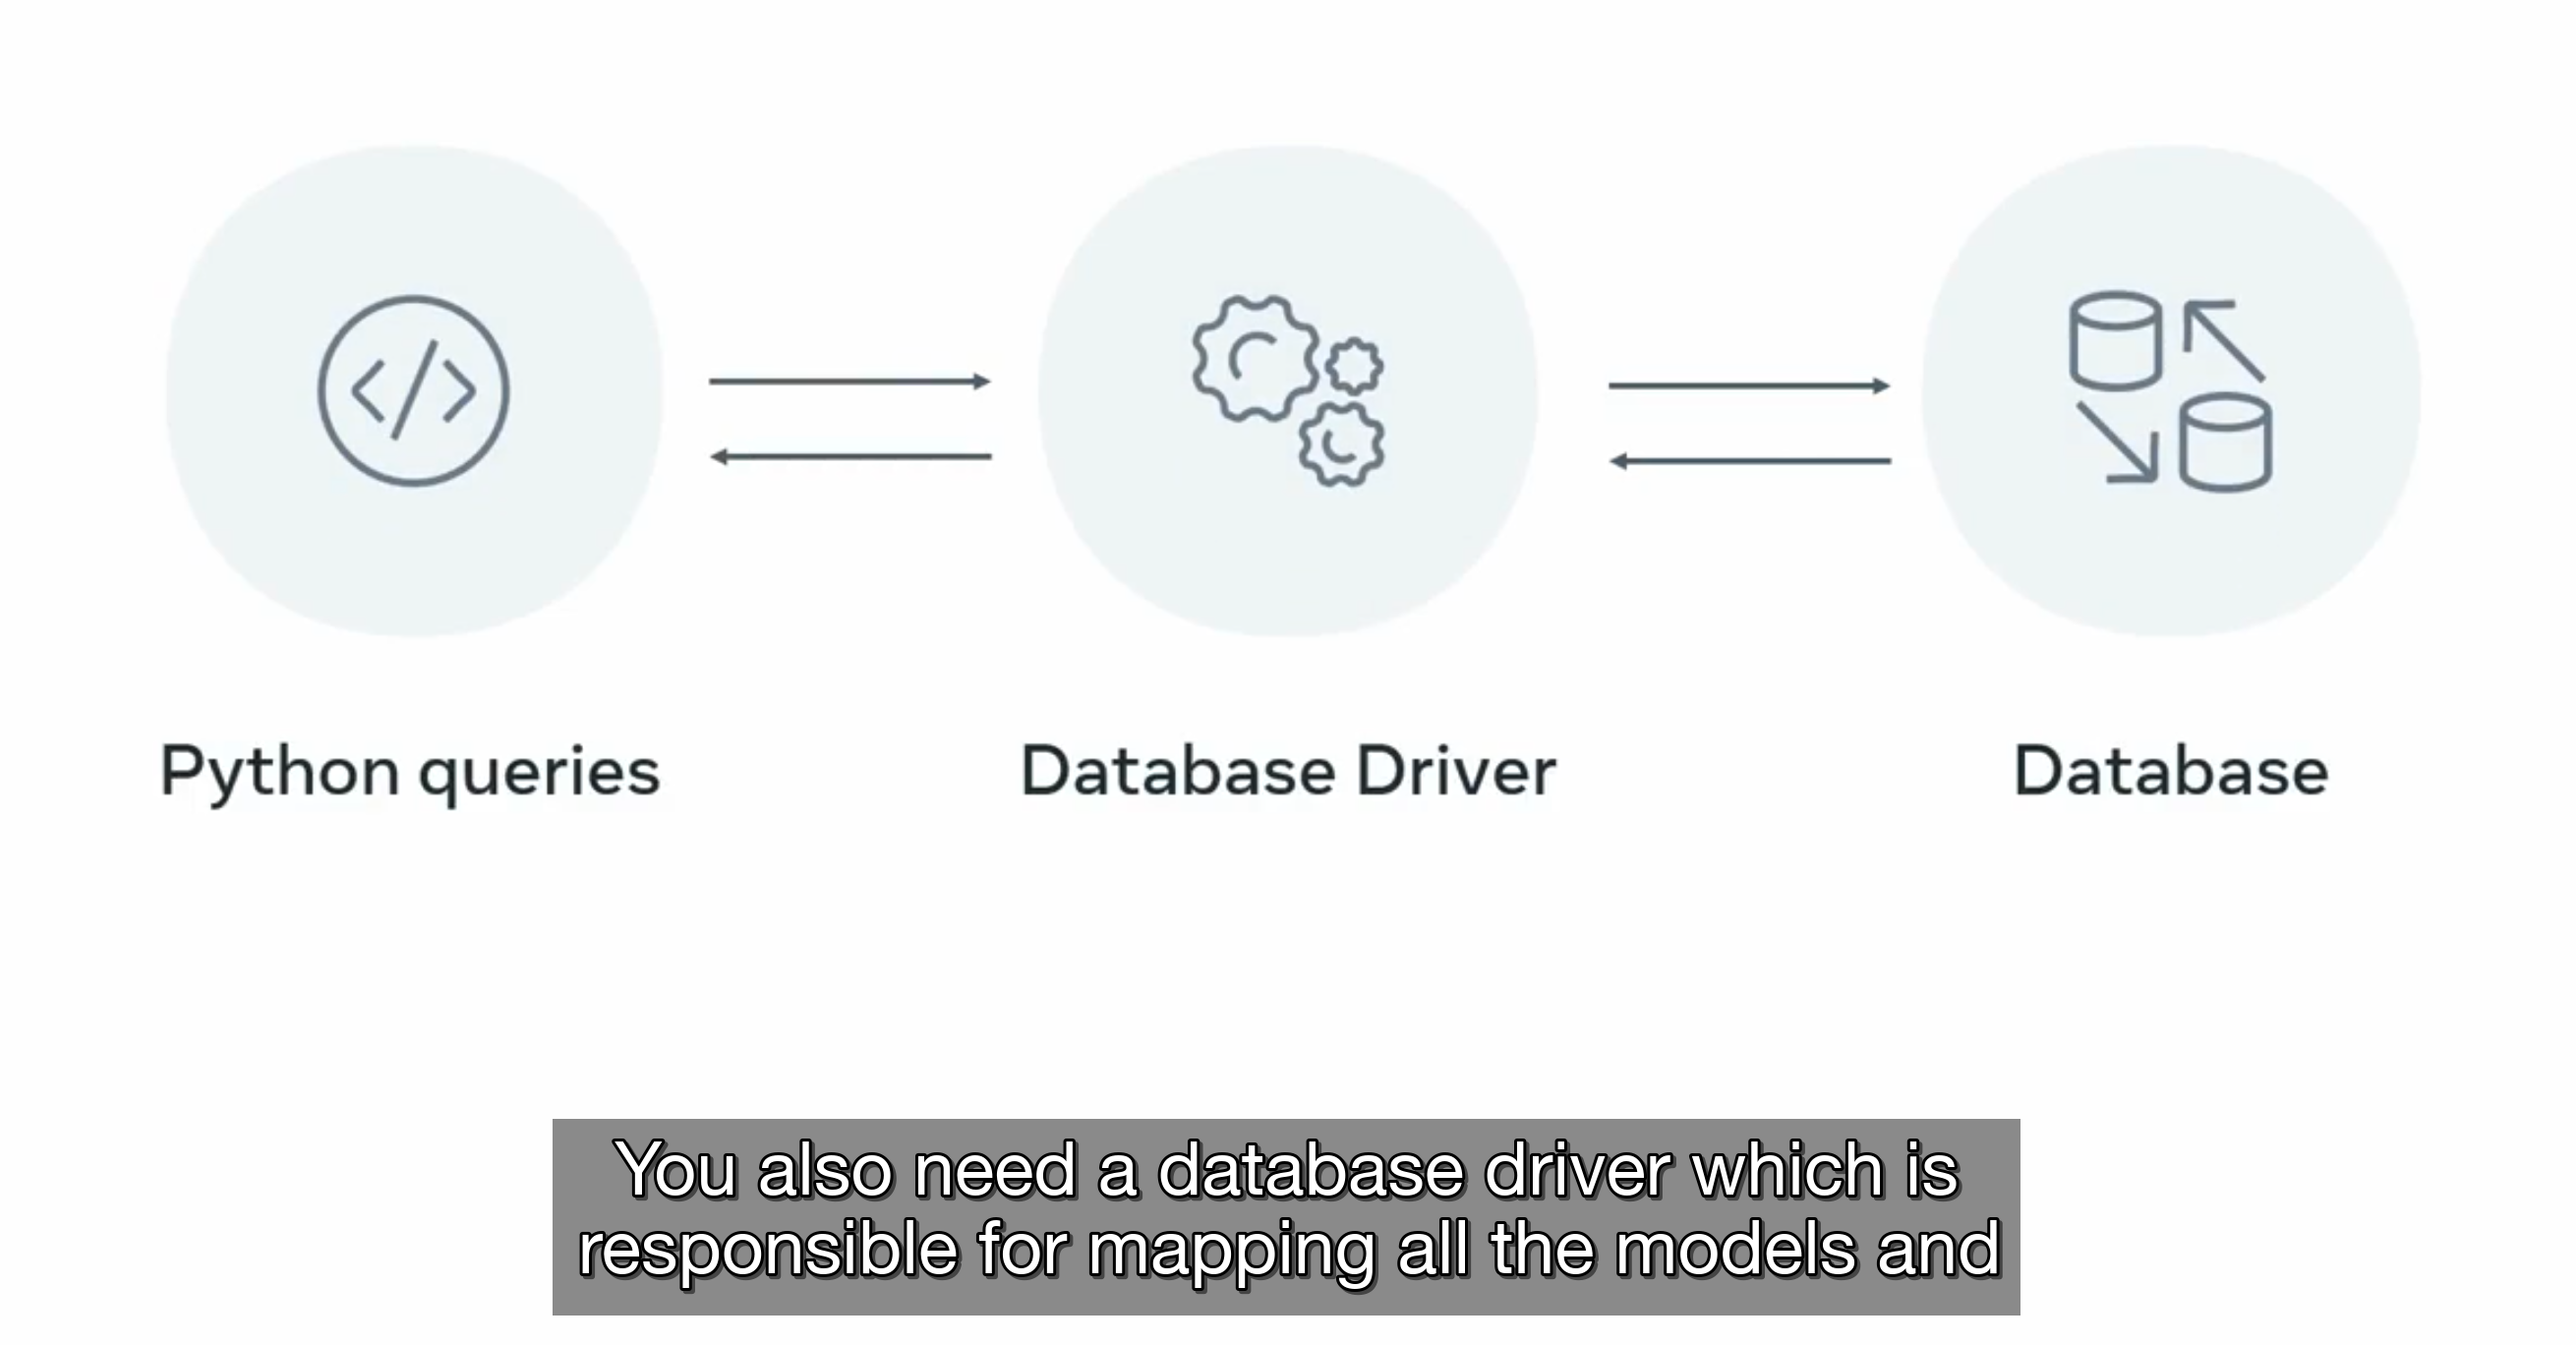 Python queries
Database Driver
Database
You also need a database driver which is
responsible for mapping all the models and